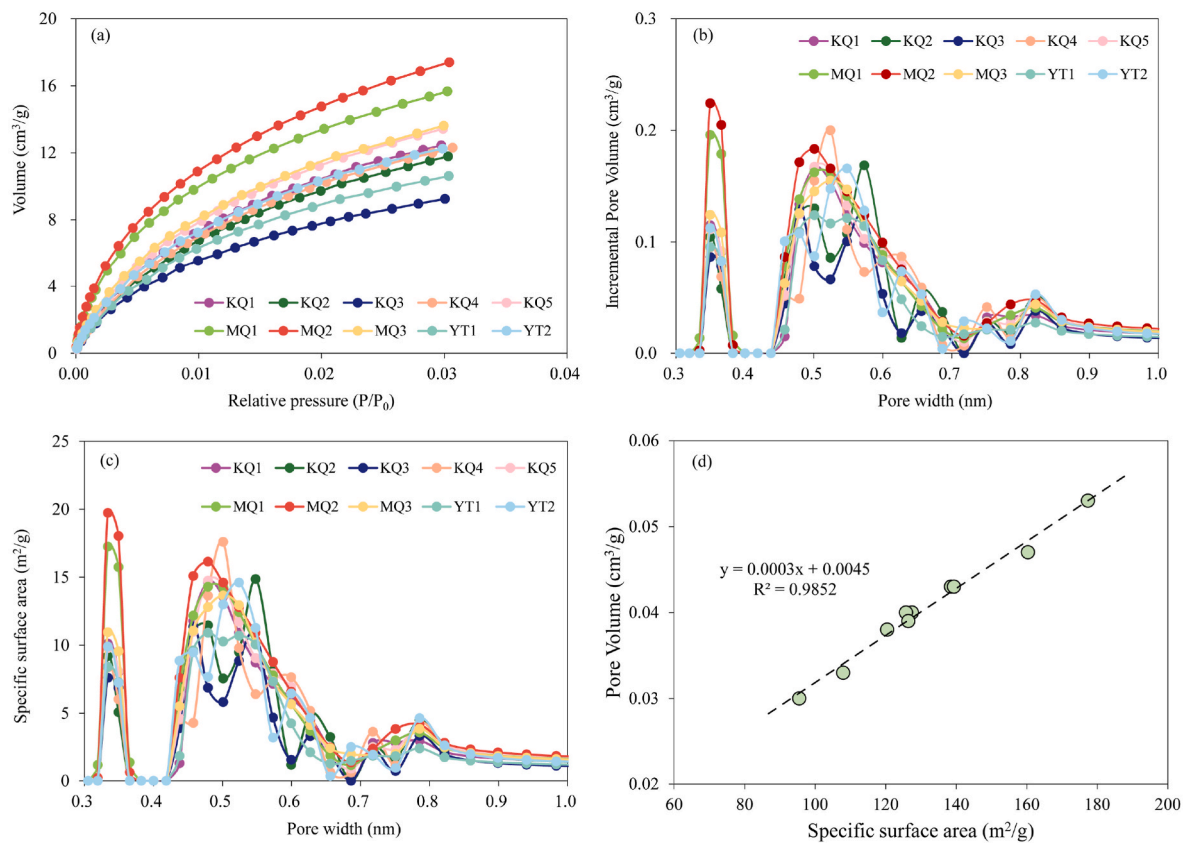 (a)
Volume (cm³/g)
20
16
12
8
4
0
0.00 0.01 0.02 0.03 0.04
Relative pressure (P/P₀)
KQ1 KQ2 KQ3 KQ4 KQ5
MQ1 MQ2 MQ3 YT1 YT2
(b)
Incremental Pore Volume (cm³/g)
0.3
0.2
0.1
0.0
0.3 0.4 0.5 0.6 0.7 0.8 0.9 1.0
Pore width (nm)
KQ1 KQ2 KQ3 KQ4 KQ5
MQ1 MQ2 MQ3 YT1 YT2
(c)
Specific surface area (m²/g)
25
20
15
10
5
0
0.3 0.4 0.5 0.6 0.7 0.8 0.9 1.0
Pore width (nm)
KQ1 KQ2 KQ3 KQ4 KQ5
MQ1 MQ2 MQ3 YT1 YT2
(d)
Pore Volume (cm³/g)
0.06
0.05
0.04
0.03
0.02
60 80 100 120 140 160 180 200
Specific surface area (m²/g)
y = 0.0003x + 0.0045
R² = 0.9852